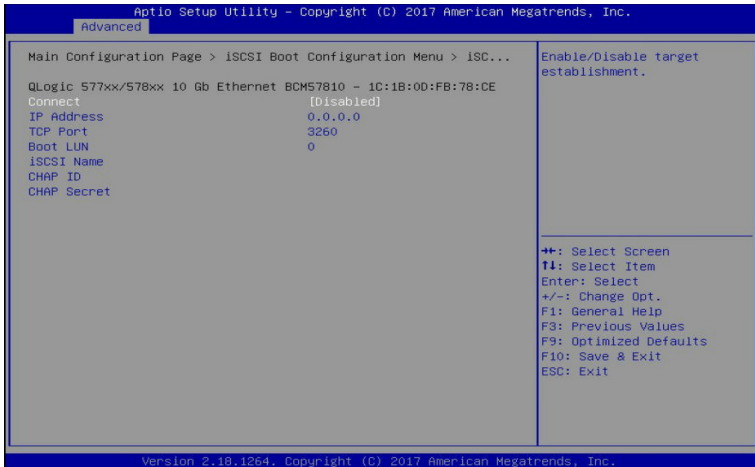 Aptio Setup Utility – Copyright (C) 2017 American Megatrends, Inc.
Advanced
Main Configuration Page > iSCSI Boot Configuration Menu > iSC...
Enable/Disable target
establishment.
QLogic 577xx/578xx 10 Gb Ethernet BCM57810 - 1C:1B:0D:FB:78:CE
Connect [Disabled]
IP Address 0.0.0.0
TCP Port 3260
Boot LUN 0
iSCSI Name
CHAP ID
CHAP Secret
→←: Select Screen
↑↓: Select Item
Enter: Select
+/-: Change Opt.
F1: General Help
F3: Previous Values
F9: Optimized Defaults
F10: Save & Exit
ESC: Exit
Version 2.18.1264. Copyright (C) 2017 American Megatrends, Inc.